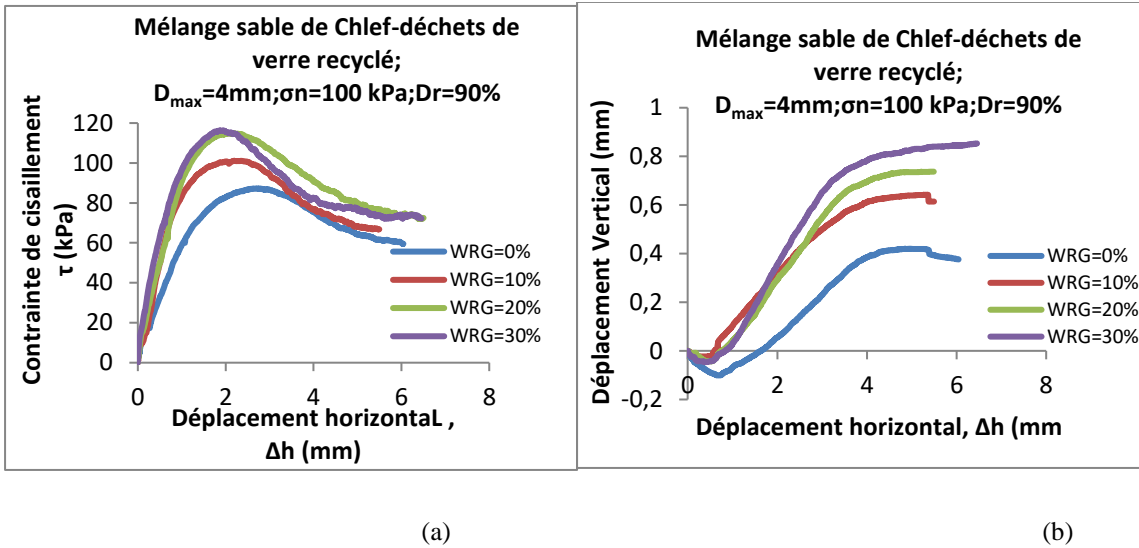 Mélange sable de Chlef-déchets de
verre recyclé;
Dmax=4mm;σn=100 kPa;Dr=90%
Contrainte de cisaillement
τ (kPa)
120
100
80
60
40
20
0
0 2 4 6 8
WRG=0%
WRG=10%
WRG=20%
WRG=30%
Déplacement horizontaL ,
Δh (mm)
(a)
Mélange sable de Chlef-déchets de
verre recyclé;
Dmax=4mm;σn=100 kPa;Dr=90%
Déplacement Vertical (mm)
1
0,8
0,6
0,4
0,2
0
-0,2
0 2 4 6 8
WRG=0%
WRG=10%
WRG=20%
WRG=30%
Déplacement horizontal, Δh (mm
(b)